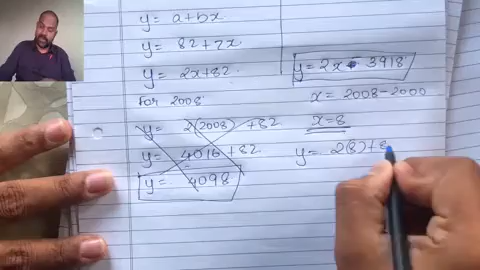 y = a+bx
y = 82+2x
y = 2x+82.
For 2008
y = 2(2008) +82
y = 4016 +82
y = 4098
y = 2x - 3918
x = 2008-2000
x = 8
y = 2(8)+8